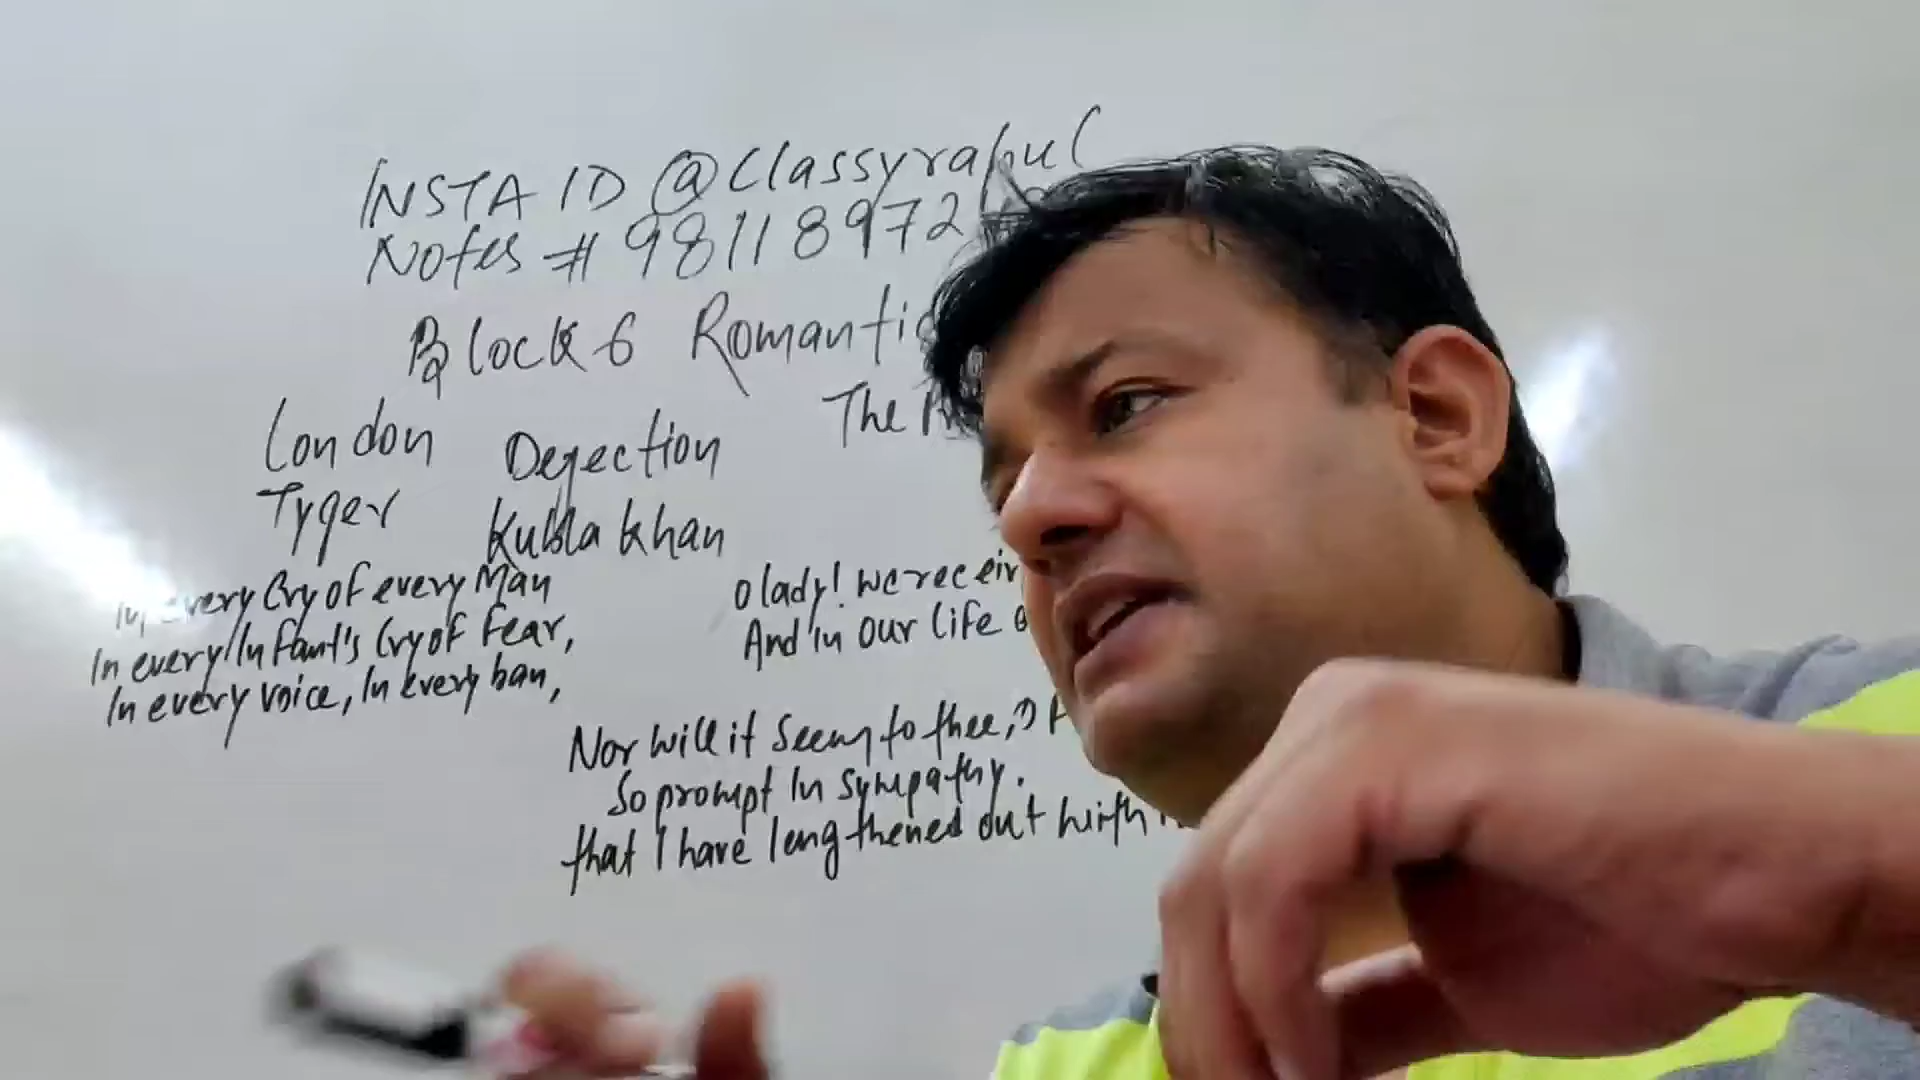 INSTA ID @Classyrahul
Notes # 98118972
Block 6 Romantic
The
London Dejection
Tyger Kubla Khan
In every Cry of every Man
In every Infant's Cry of Fear,
In every voice, In every ban,
O lady! we receiv
And in our life
Nor will it seem to thee,
So prompt In sympathy.
that I have lengthened out with